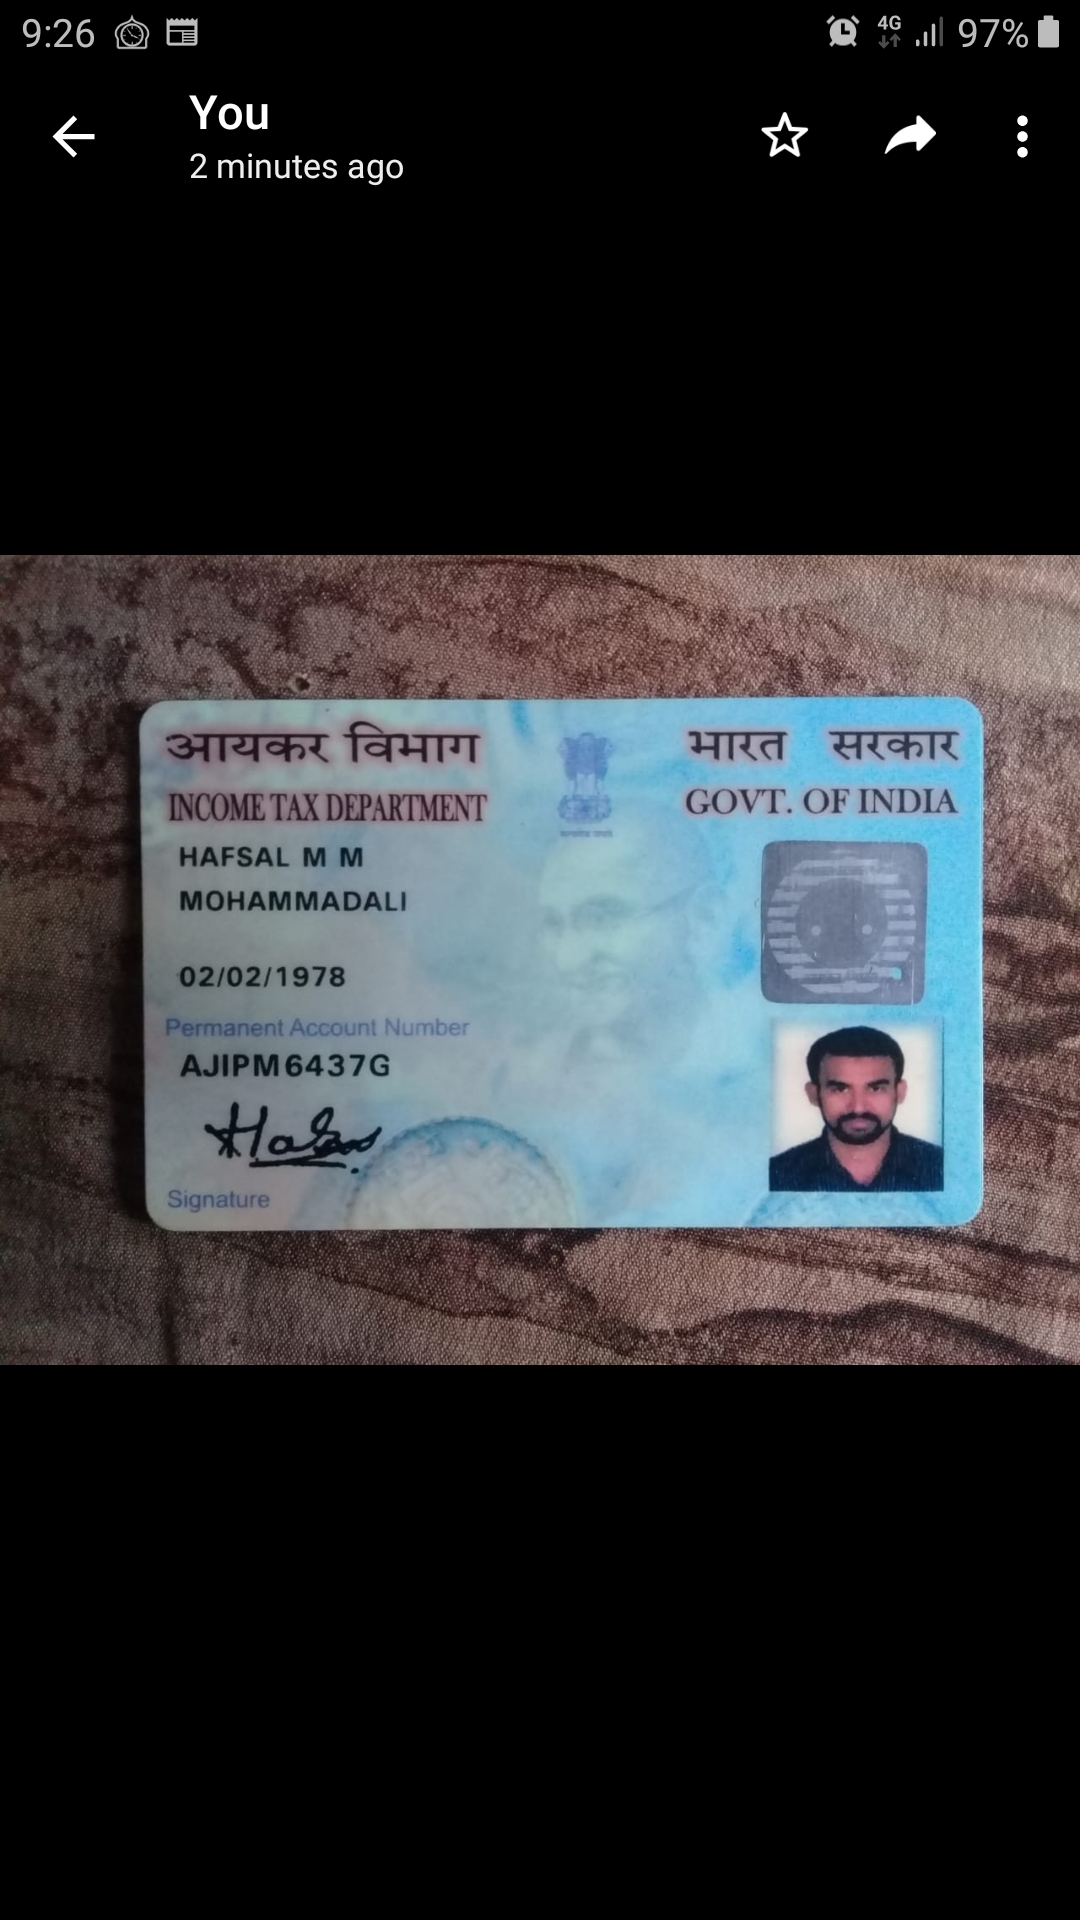 9:26 4G 97%
You
2 minutes ago
आयकर विभाग भारत सरकार
INCOME TAX DEPARTMENT GOVT. OF INDIA
HAFSAL M M
MOHAMMADALI
02/02/1978
Permanent Account Number
AJIPM6437G
Signature